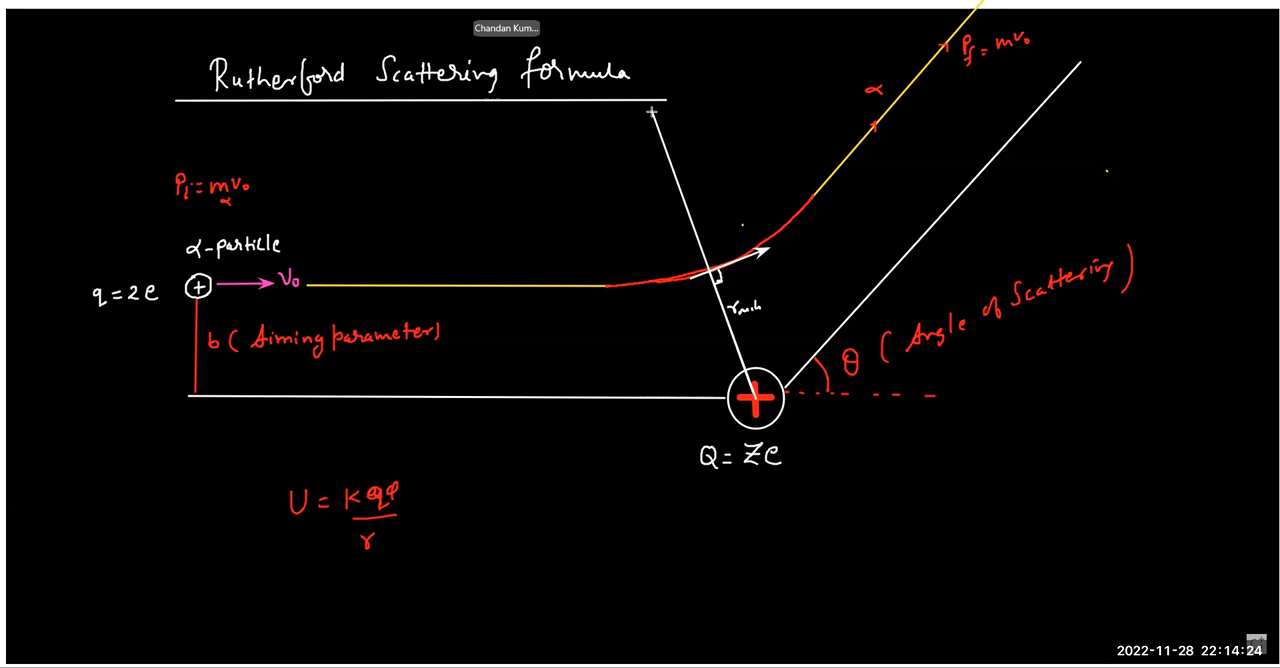 Chandan Kum...
Rutherford Scattering formula
Pf = mv₀
α
Pi = mv₀
α
α-particle
q = 2e
+
v₀
b (Aiming parameter)
rmin
θ (Angle of Scattering)
+
Q = Ze
U = KqQ
r
2022-11-28 22:14:24